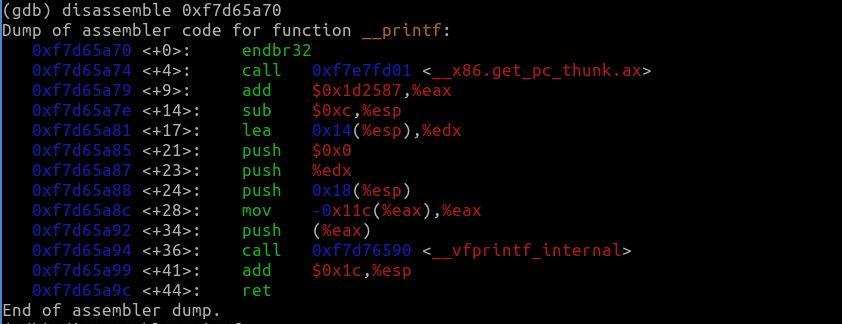 (gdb) disassemble 0xf7d65a70
Dump of assembler code for function __printf:
   0xf7d65a70 <+0>:	endbr32
   0xf7d65a74 <+4>:	call   0xf7e7fd01 <__x86.get_pc_thunk.ax>
   0xf7d65a79 <+9>:	add    $0x1d2587,%eax
   0xf7d65a7e <+14>:	sub    $0xc,%esp
   0xf7d65a81 <+17>:	lea    0x14(%esp),%edx
   0xf7d65a85 <+21>:	push   $0x0
   0xf7d65a87 <+23>:	push   %edx
   0xf7d65a88 <+24>:	push   0x18(%esp)
   0xf7d65a8c <+28>:	mov    -0x11c(%eax),%eax
   0xf7d65a92 <+34>:	push   (%eax)
   0xf7d65a94 <+36>:	call   0xf7d76590 <__vfprintf_internal>
   0xf7d65a99 <+41>:	add    $0x1c,%esp
   0xf7d65a9c <+44>:	ret
End of assembler dump.